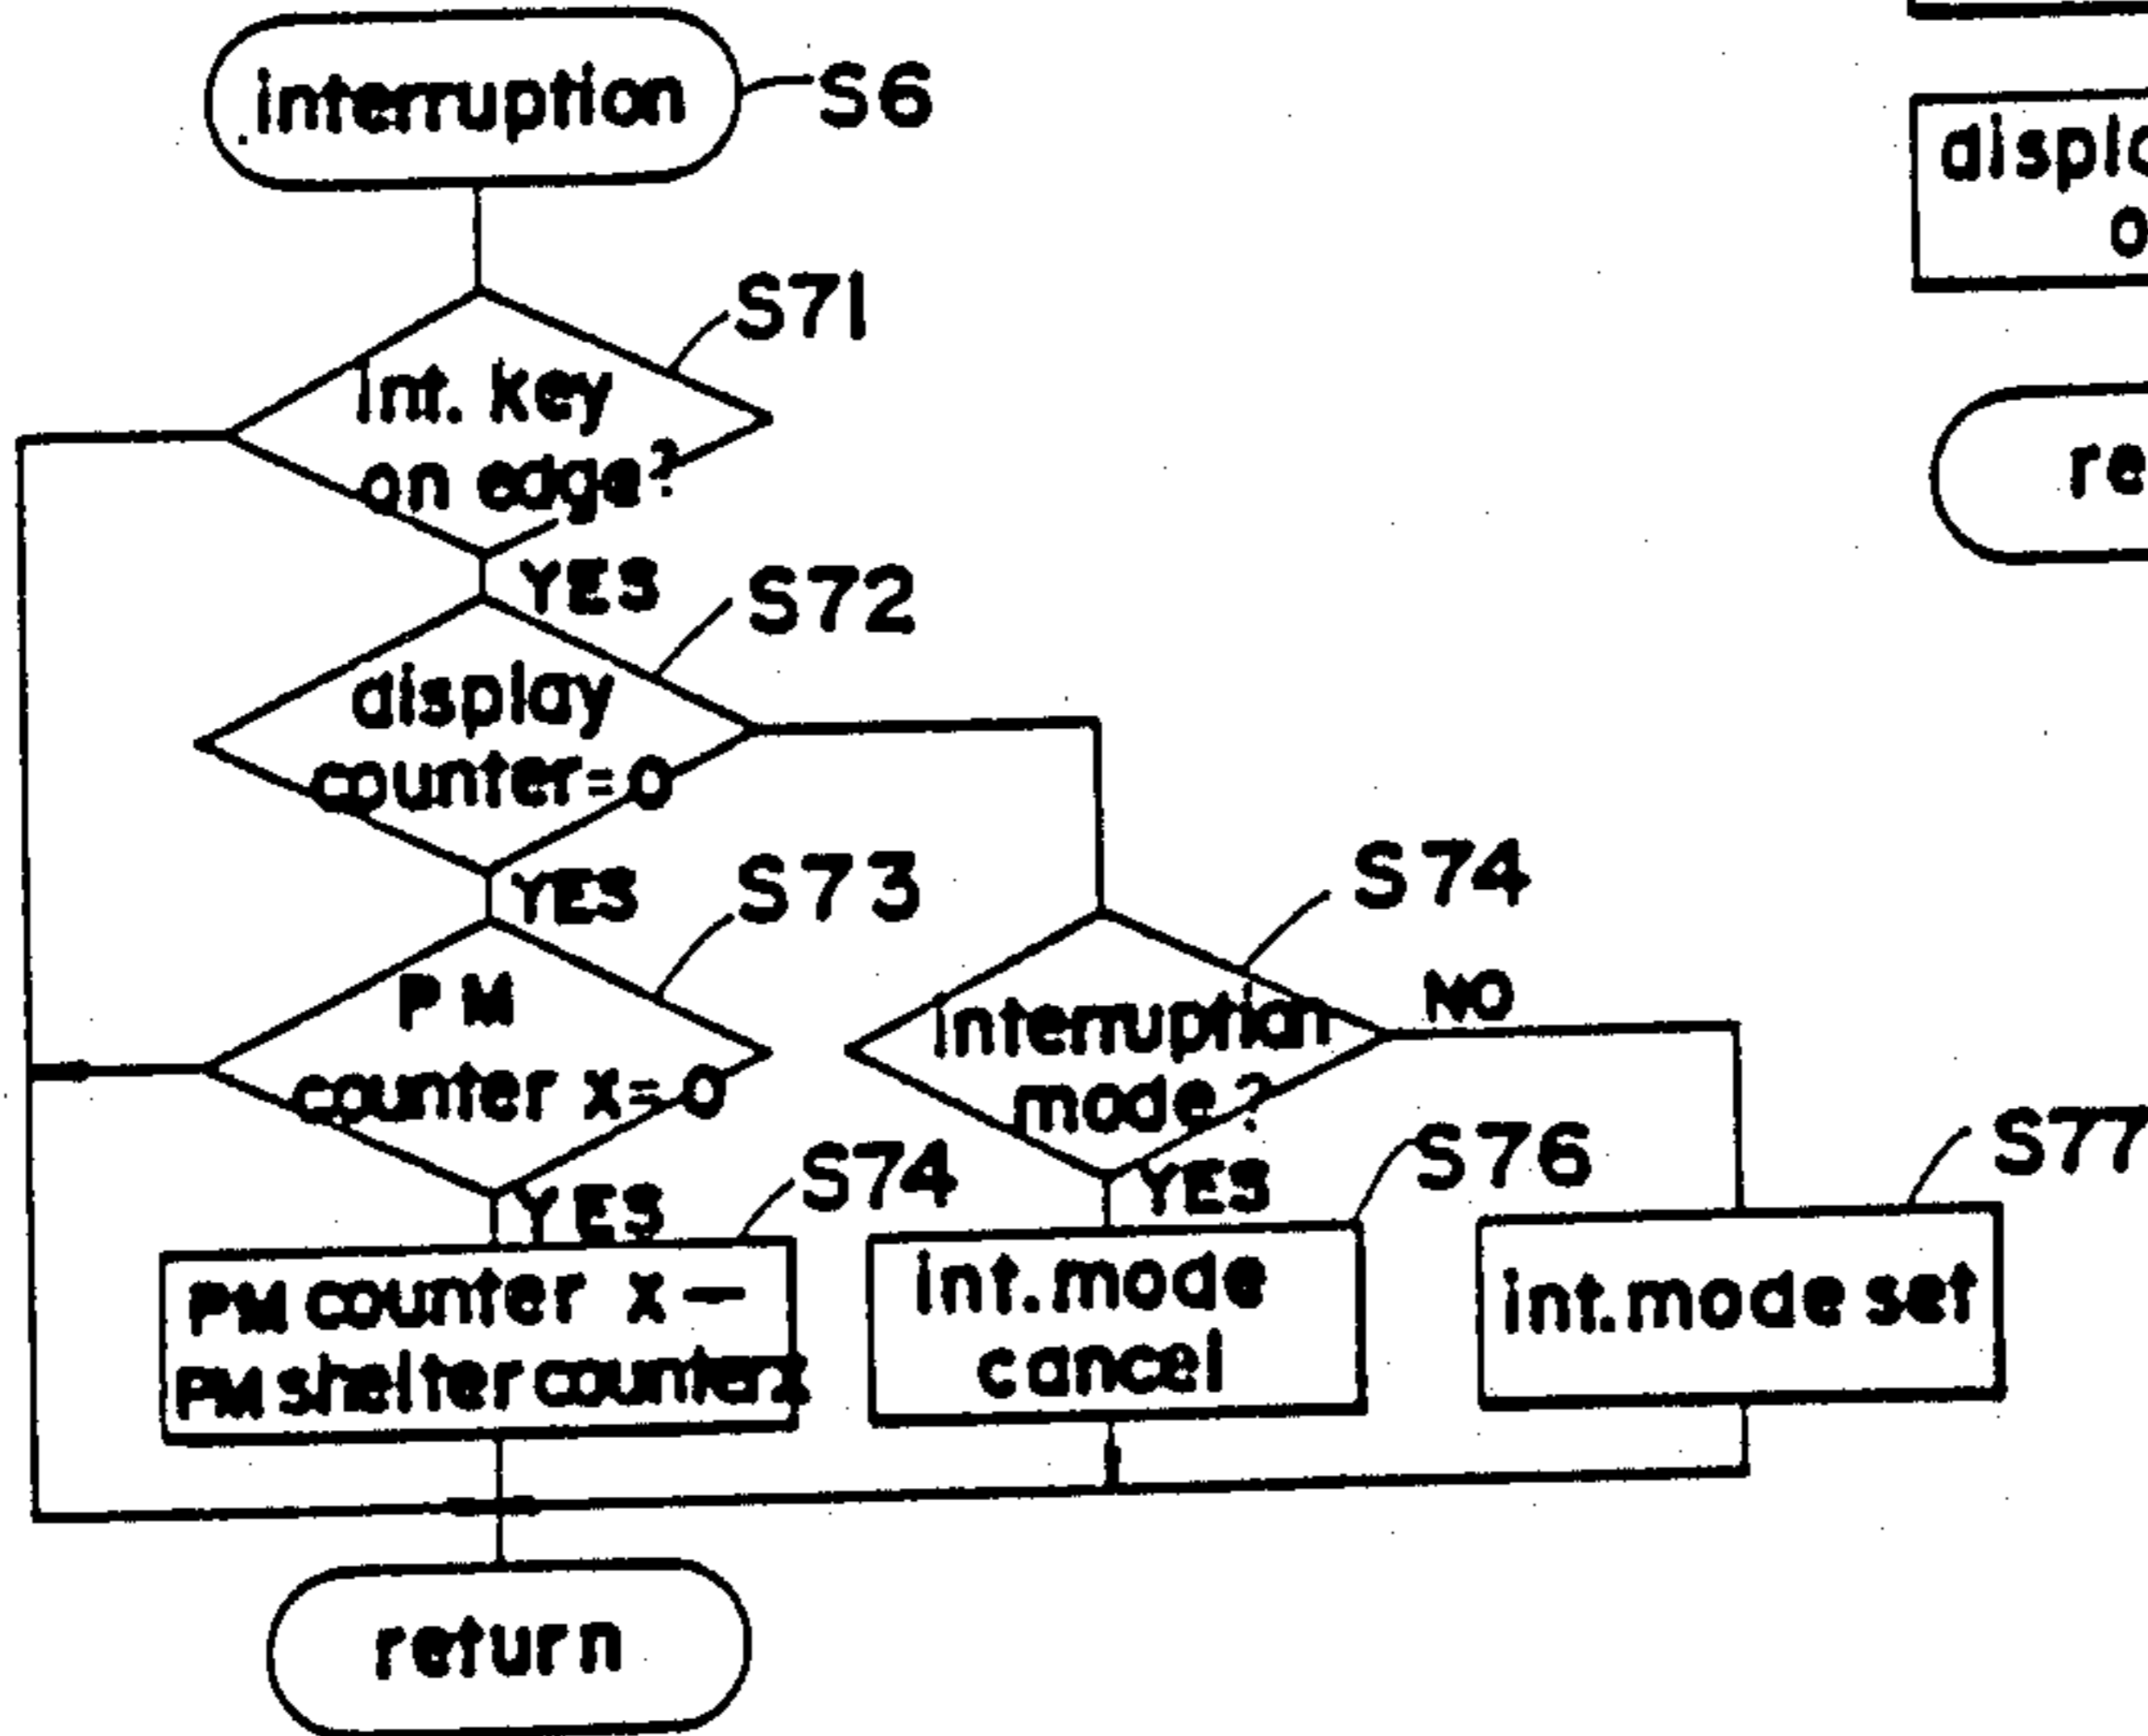 interruption
S6
S71
Int. key
on edge?
YES
S72
display
counter=0
YES
S73
PM
counter x=0
YES
S74
PM counter x—
PM shelter counter x
S74
Interruption
mode?
NO
YES
S76
int. mode
cancel
S77
int. mode set
return